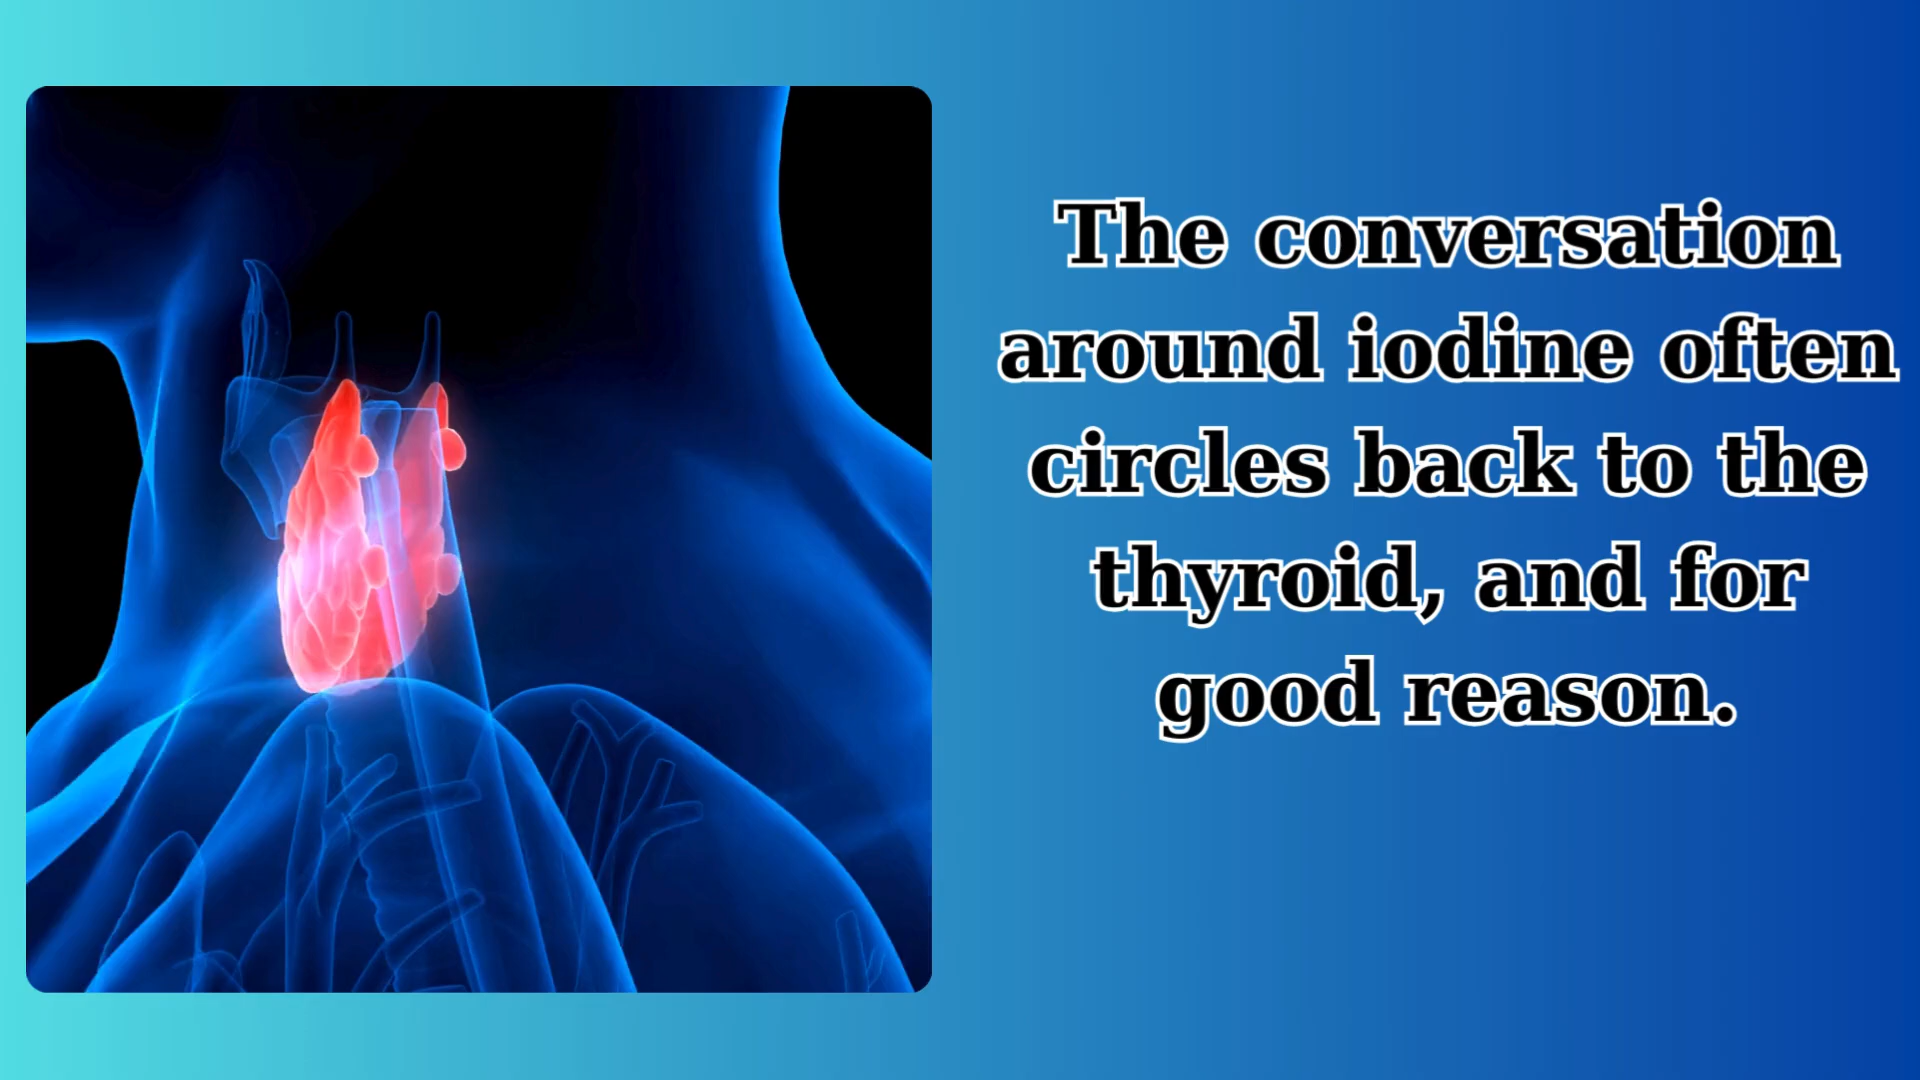 The conversation
around iodine often
circles back to the
thyroid, and for
good reason.